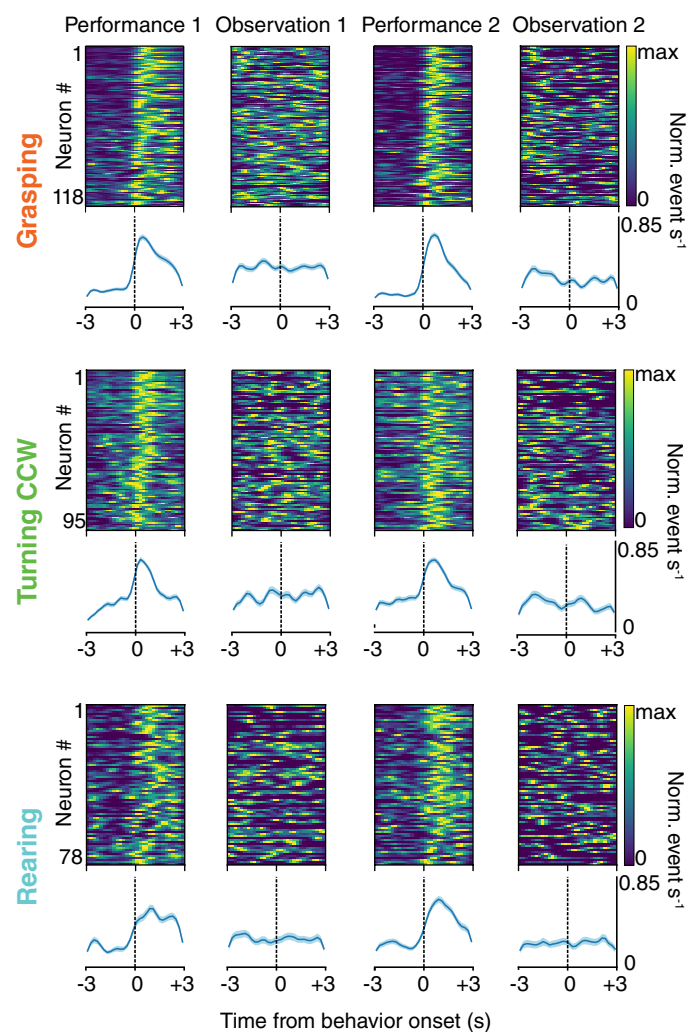 Performance 1 Observation 1 Performance 2 Observation 2
Grasping
Neuron #
1
118
max
0
Norm. event s-1
0.85
0
-3 0 +3 -3 0 +3 -3 0 +3 -3 0 +3
Turning CCW
Neuron #
1
95
max
0
Norm. event s-1
0.85
0
-3 0 +3 -3 0 +3 -3 0 +3 -3 0 +3
Rearing
Neuron #
1
78
max
0
Norm. event s-1
0.85
0
-3 0 +3 -3 0 +3 -3 0 +3 -3 0 +3
Time from behavior onset (s)